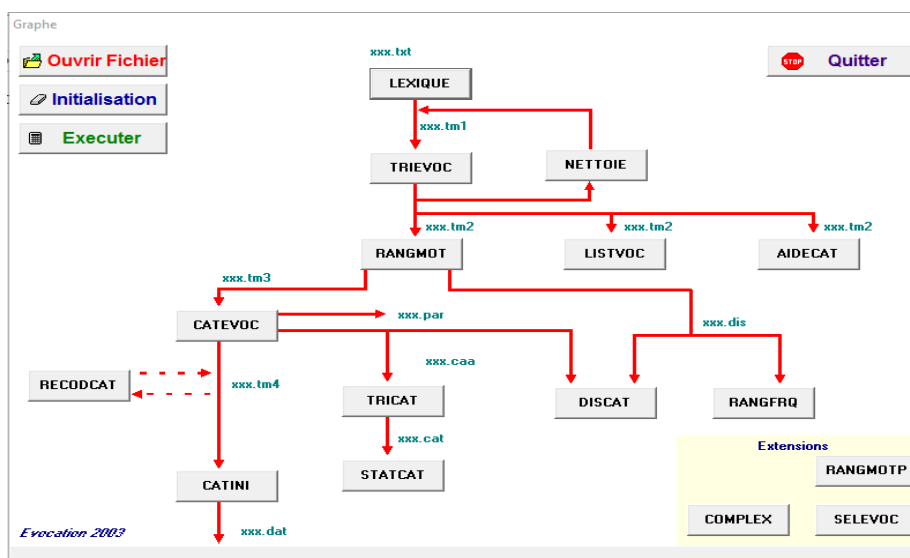 Graphe
xxx.txt
Ouvrir Fichier
STOP Quitter
LEXIQUE
Initialisation
xxx.tm1
Executer
TRIEVOC
NETTOIE
xxx.tm2
xxx.tm2
xxx.tm2
RANGMOT
LISTVOC
AIDECAT
xxx.tm3
CATEVOC
xxx.par
xxx.dis
xxx.caa
RECODCAT
xxx.tm4
TRICAT
DISCAT
RANGFRQ
xxx.cat
Extensions
STATCAT
RANGMOTP
CATINI
COMPLEX
SELEVOC
Evocation 2003
xxx.dat